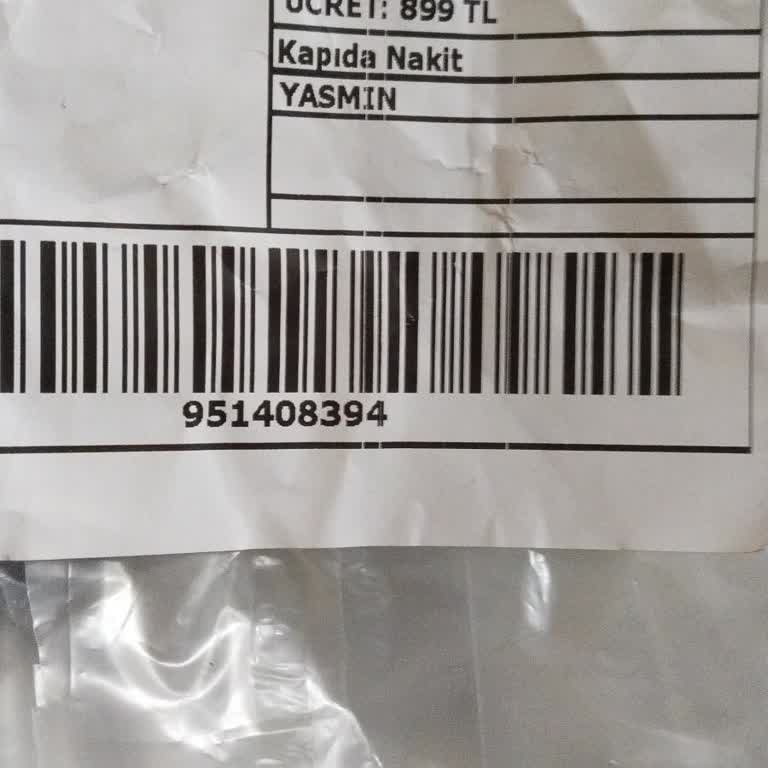 ÜCRET: 899 TL
Kapıda Nakit
YASMIN
951408394